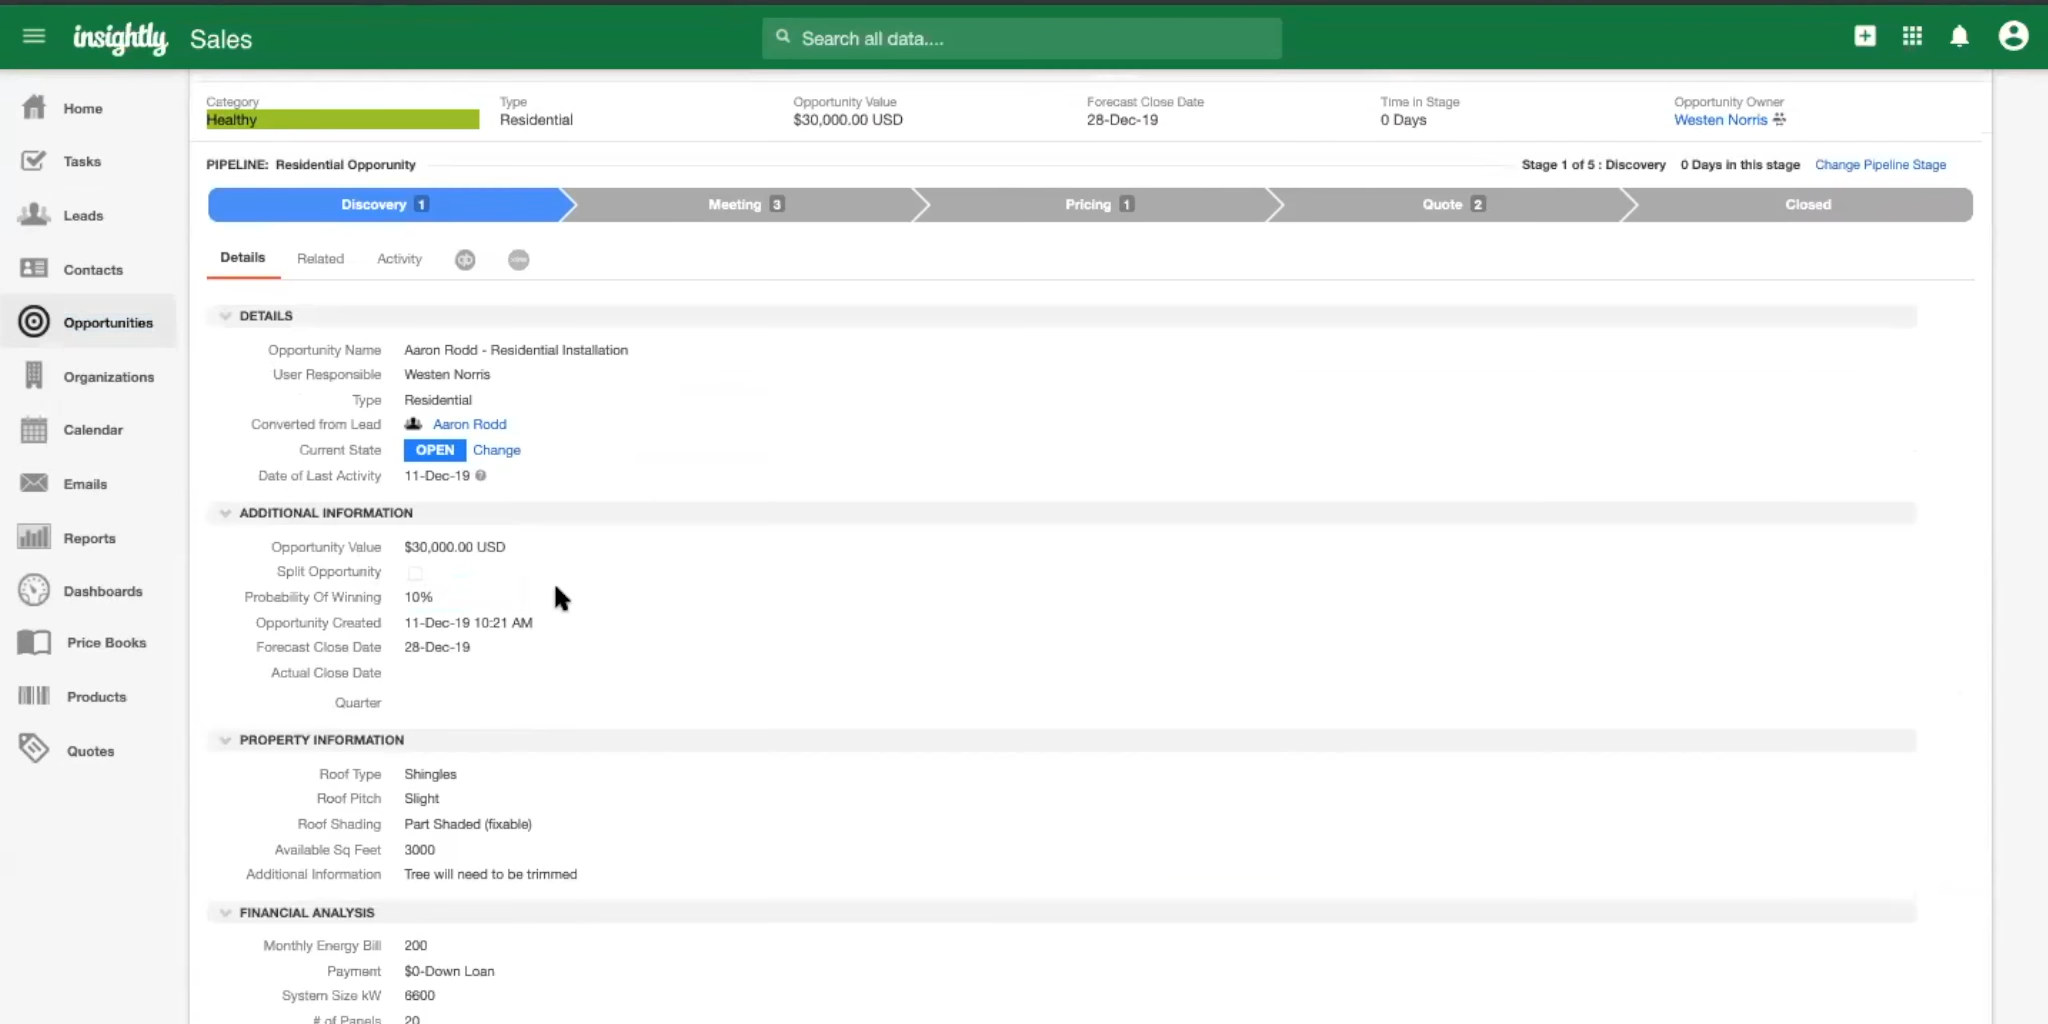 insightly Sales
Search all data....
Home
Tasks
Leads
Contacts
Opportunities
Organizations
Calendar
Emails
Reports
Dashboards
Price Books
Products
Quotes
Category Type Opportunity Value Forecast Close Date Time in Stage Opportunity Owner
Healthy Residential $30,000.00 USD 28-Dec-19 0 Days Westen Norris
PIPELINE: Residential Opporunity Stage 1 of 5 : Discovery 0 Days in this stage Change Pipeline Stage
Discovery 1 Meeting 3 Pricing 1 Quote 2 Closed
Details Related Activity qb
DETAILS
Opportunity Name Aaron Rodd - Residential Installation
User Responsible Westen Norris
Type Residential
Converted from Lead Aaron Rodd
Current State OPEN Change
Date of Last Activity 11-Dec-19 ?
ADDITIONAL INFORMATION
Opportunity Value $30,000.00 USD
Split Opportunity
Probability Of Winning 10%
Opportunity Created 11-Dec-19 10:21 AM
Forecast Close Date 28-Dec-19
Actual Close Date
Quarter
PROPERTY INFORMATION
Roof Type Shingles
Roof Pitch Slight
Roof Shading Part Shaded (fixable)
Available Sq Feet 3000
Additional Information Tree will need to be trimmed
FINANCIAL ANALYSIS
Monthly Energy Bill 200
Payment $0-Down Loan
System Size kW 6600
# of Panels 20